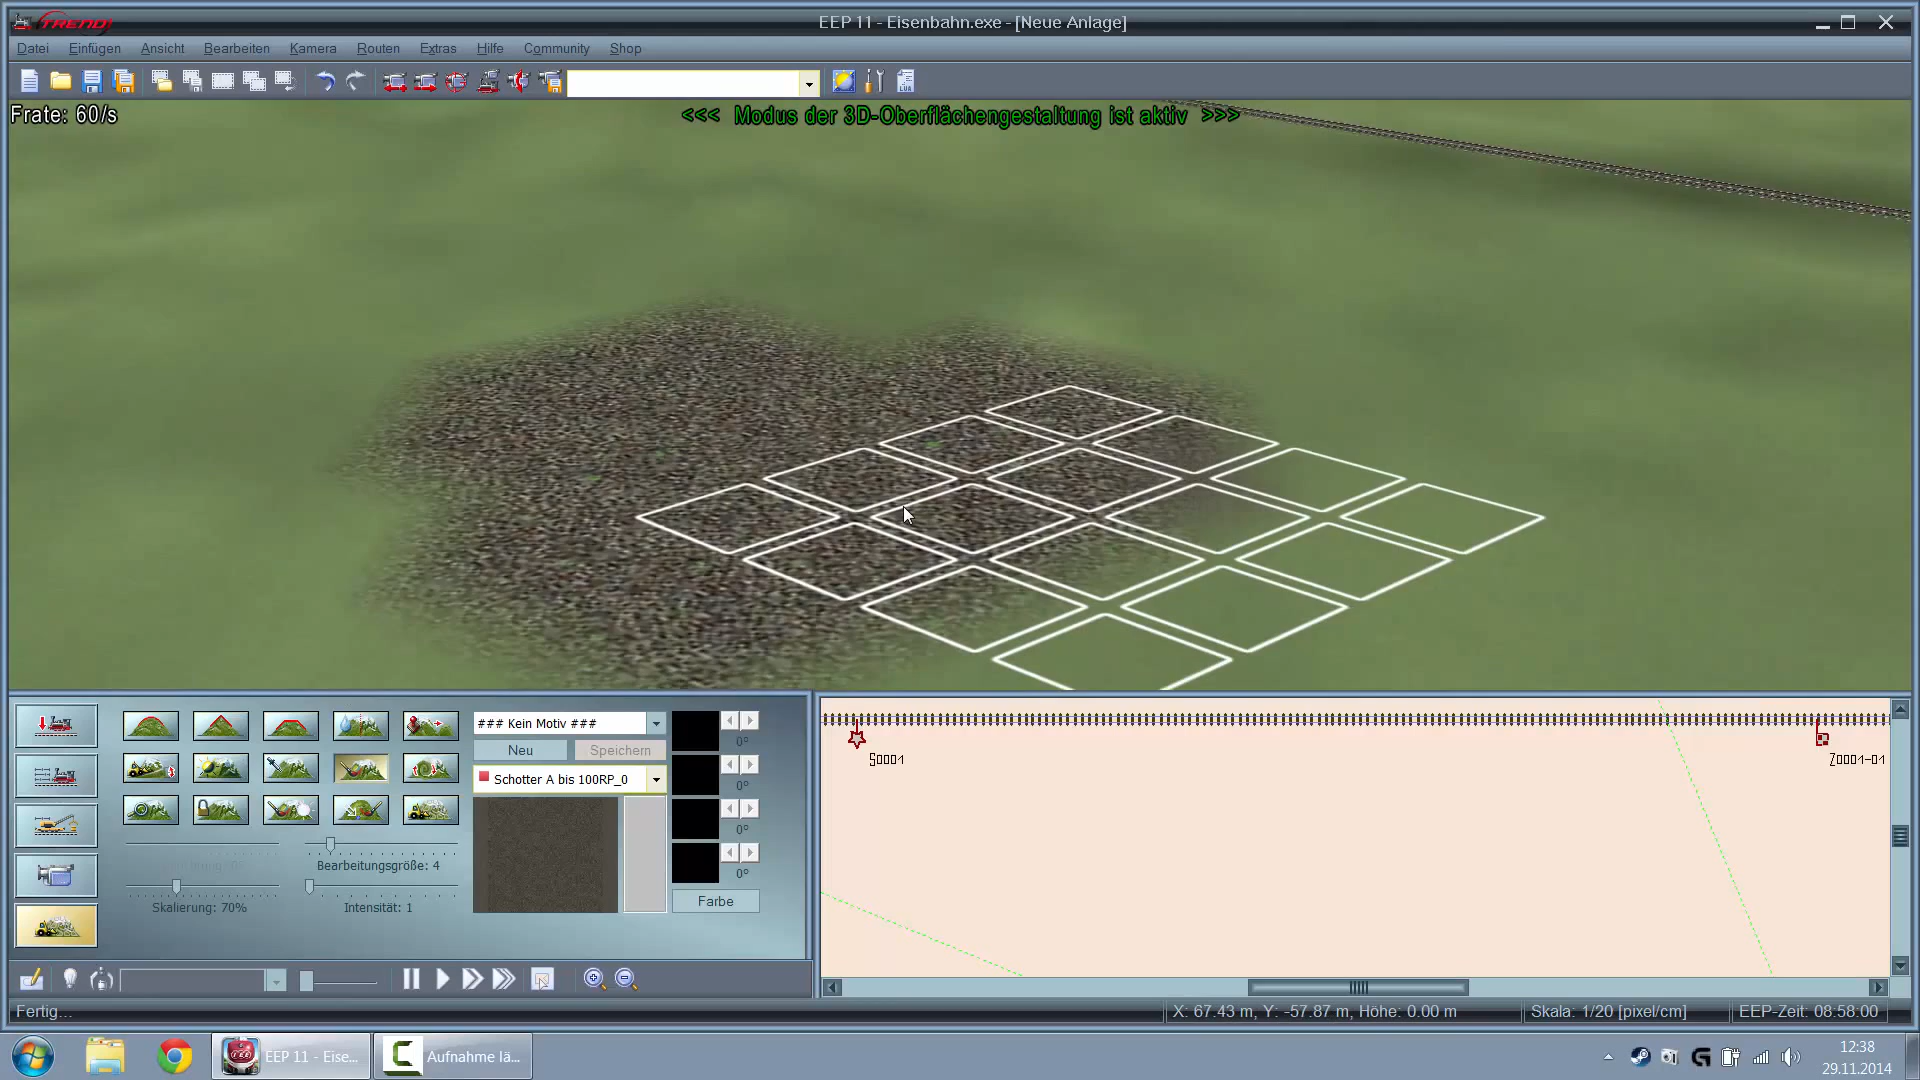 TREND
EEP 11 - Eisenbahn.exe - [Neue Anlage]
Datei Einfügen Ansicht Bearbeiten Kamera Routen Extras Hilfe Community Shop
Frate: 60/s
<<< Modus der 3D-Oberflächengestaltung ist aktiv >>>
### Kein Motiv ###
Neu Speichern
Schotter A bis 100RP_0
0°
0°
0°
0°
Farbe
Bearbeitungsgröße: 4
Skalierung: 70%
Intensität: 1
S0001
Z0001-01
Fertig...
X: 67.43 m, Y: -57.87 m, Höhe: 0.00 m
Skala: 1/20 [pixel/cm]
EEP-Zeit: 08:58:00
EEP 11 - Eise...
Aufnahme lä...
12:38
29.11.2014